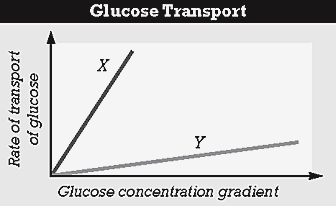 Glucose Transport
X
Y
Rate of transport
of glucose
Glucose concentration gradient